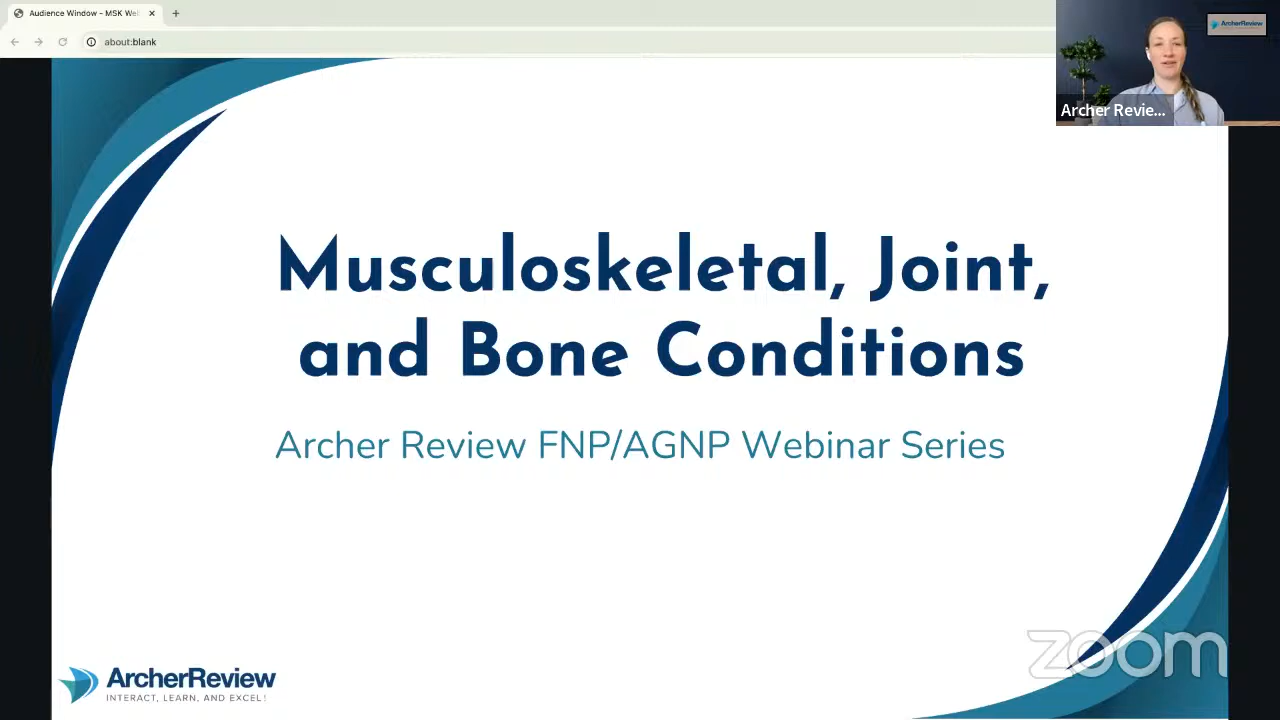 Audience Window - MSK Wel
about:blank
ArcherReview
Archer Revie...
Musculoskeletal, Joint,
and Bone Conditions
Archer Review FNP/AGNP Webinar Series
ArcherReview
INTERACT, LEARN, AND EXCEL!
zoom